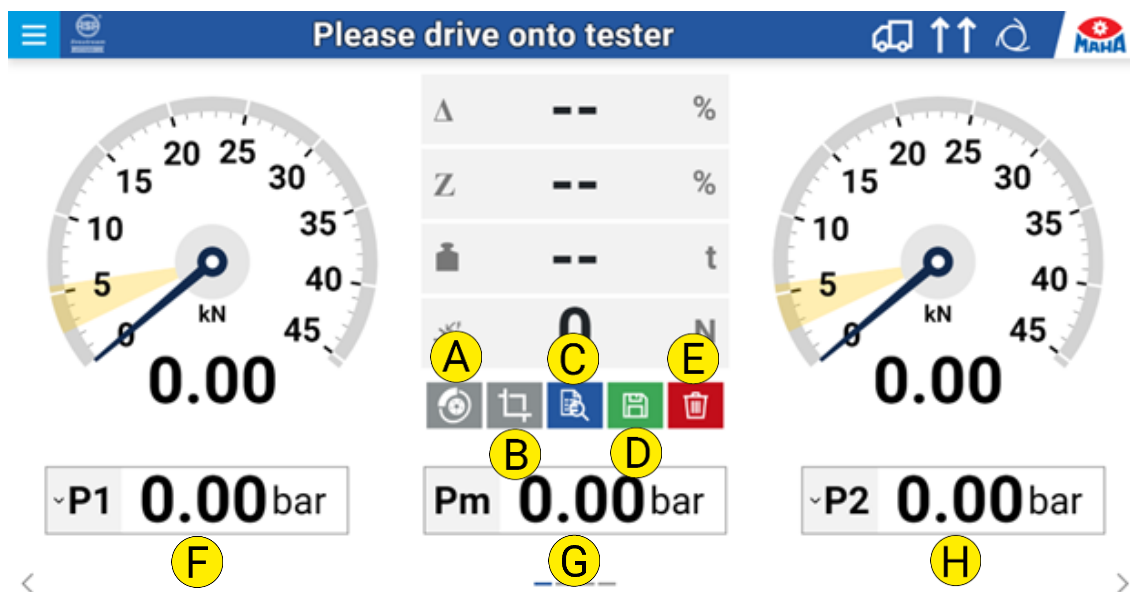 Please drive onto tester
MAHA
Δ -- %
Z -- %
-- t
0 N
0 5 10 15 20 25 30 35 40 45
kN
0.00
0 5 10 15 20 25 30 35 40 45
kN
0.00
A
C
E
B
D
P1 0.00 bar
Pm 0.00 bar
P2 0.00 bar
F
G
H